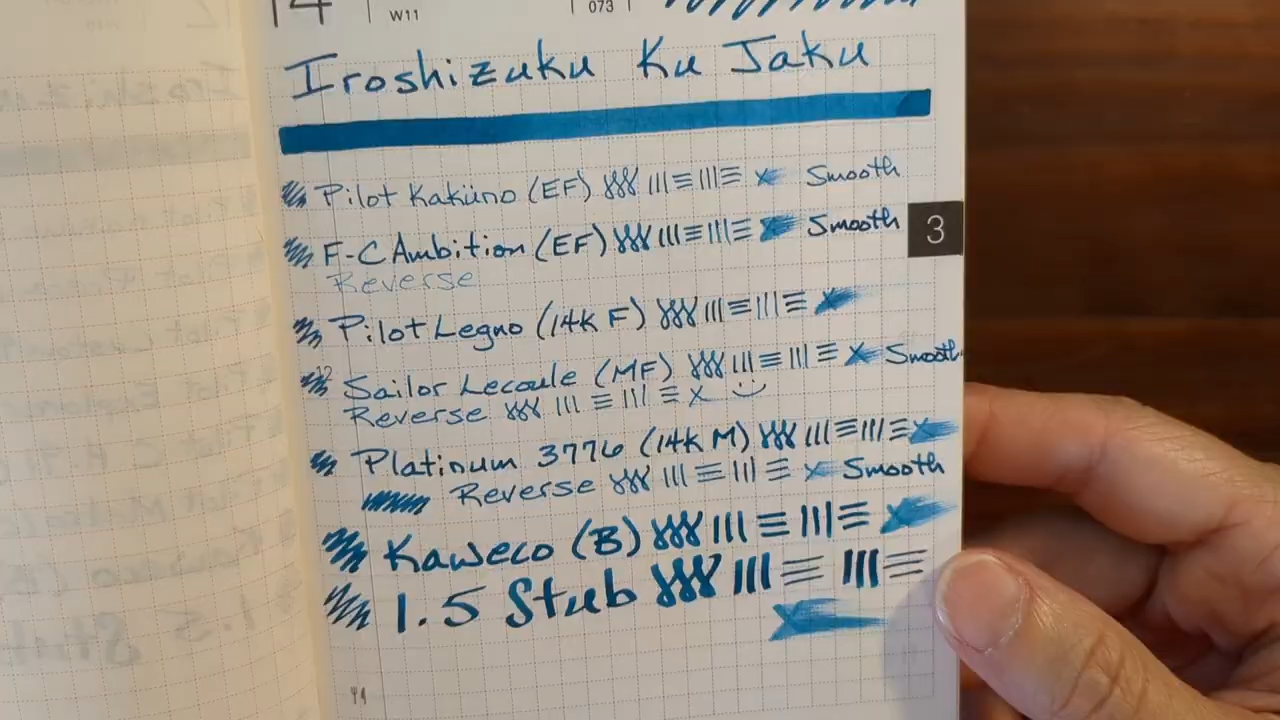 14 W11 073
Iroshizuku Ku Jaku
Pilot Kaküno (EF) Smooth
F-C Ambition (EF) Smooth
Reverse
3
Pilot Legno (14k F)
Sailor Lecoule (MF) Smooth
Reverse
Platinum 3776 (14k M)
Reverse Smooth
Kaweco (B)
1.5 Stub